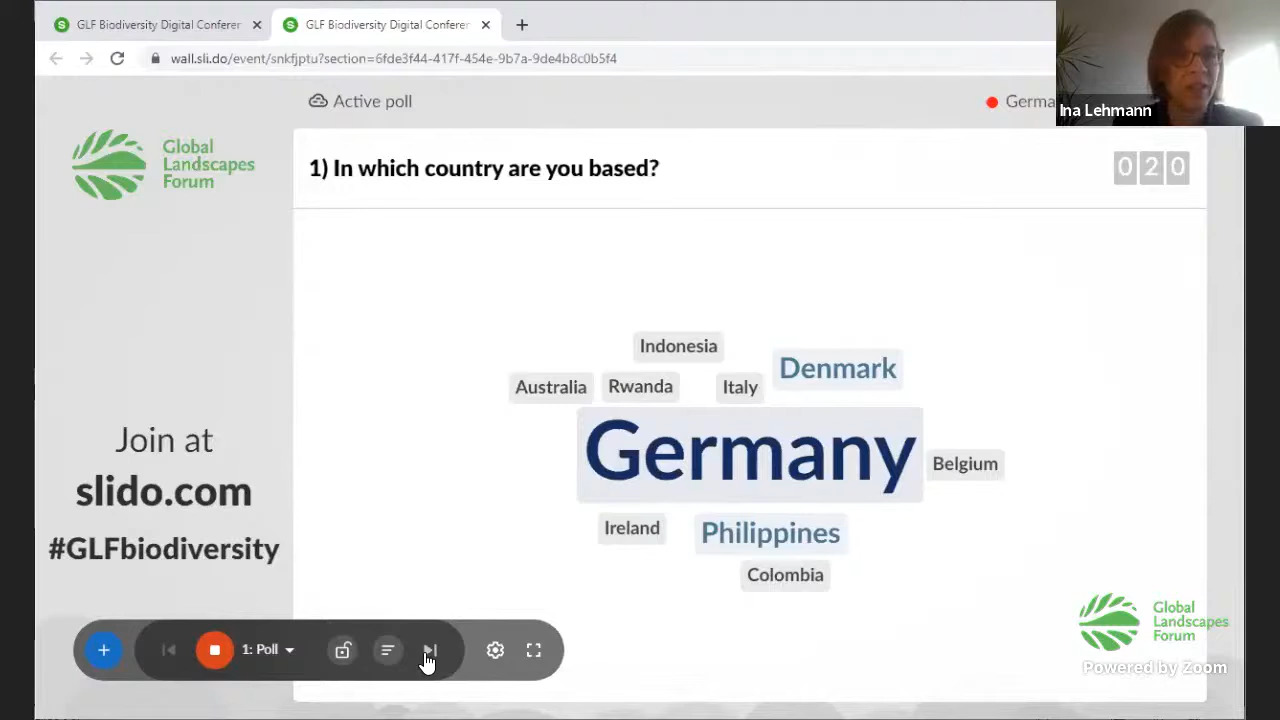 GLF Biodiversity Digital Conferer
GLF Biodiversity Digital Conferer
wall.sli.do/event/snkfjptu?section=6fde3f44-417f-454e-9b7a-9de4b8c0b5f4
Ina Lehmann
Active poll
Germa
Global
Landscapes
Forum
1) In which country are you based?
020
Indonesia
Denmark
Australia
Rwanda
Italy
Germany
Belgium
Ireland
Philippines
Colombia
Join at
slido.com
#GLFbiodiversity
1: Poll
Global
Landscapes
Forum
Powered by Zoom